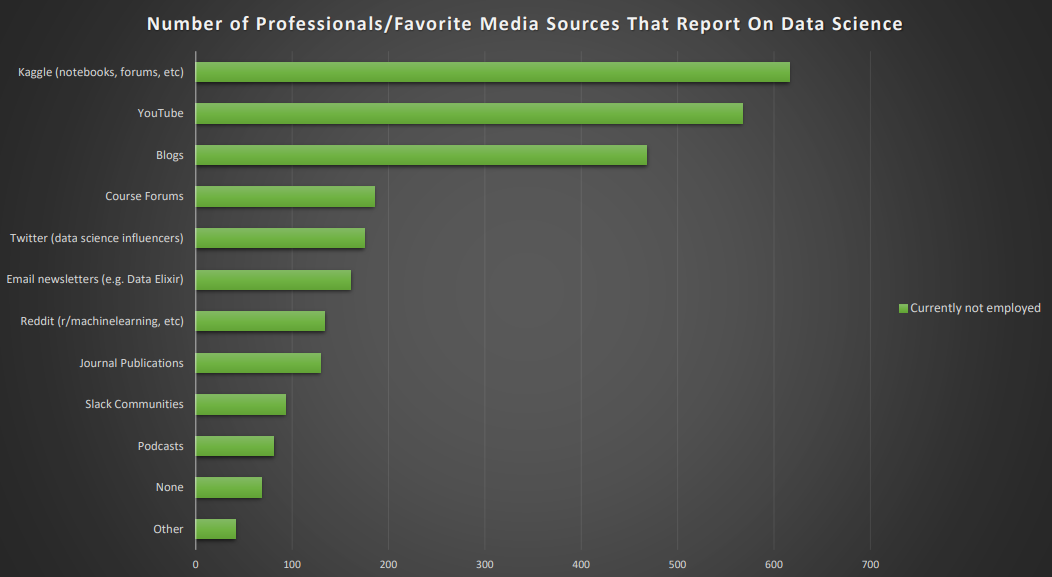 Number of Professionals/Favorite Media Sources That Report On Data Science
Kaggle (notebooks, forums, etc)
YouTube
Blogs
Course Forums
Twitter (data science influencers)
Email newsletters (e.g. Data Elixir)
Reddit (r/machinelearning, etc)
Journal Publications
Slack Communities
Podcasts
None
Other
0 100 200 300 400 500 600 700
Currently not employed